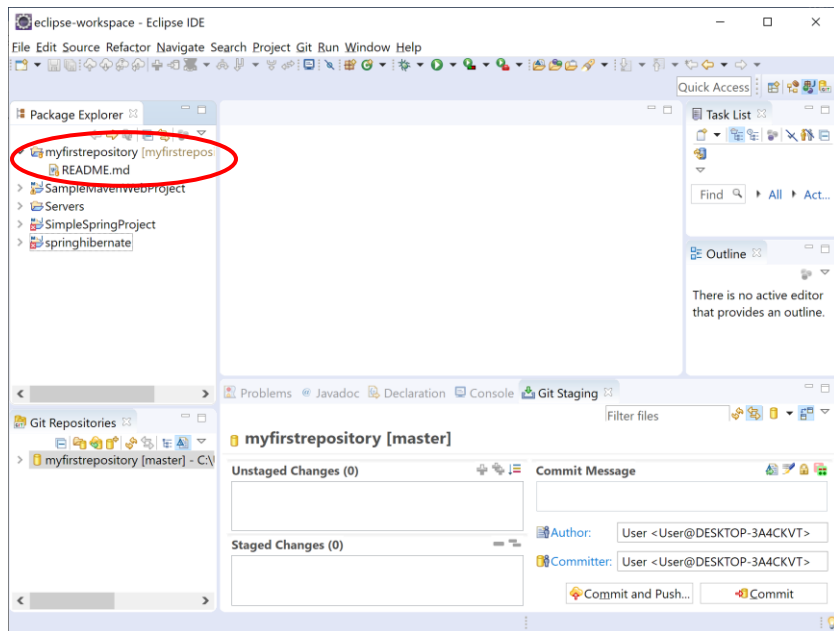 eclipse-workspace - Eclipse IDE
File Edit Source Refactor Navigate Search Project Git Run Window Help
Quick Access
Package Explorer
myfirstrepository [myfirstrepos
README.md
SampleMavenWebProject
Servers
SimpleSpringProject
springhibernate
Task List
Find All Act...
Outline
There is no active editor
that provides an outline.
Problems Javadoc Declaration Console Git Staging
Filter files
Git Repositories
myfirstrepository [master] - C:\
myfirstrepository [master]
Unstaged Changes (0)
Staged Changes (0)
Commit Message
Author: User <User@DESKTOP-3A4CKVT>
Committer: User <User@DESKTOP-3A4CKVT>
Commit and Push... Commit